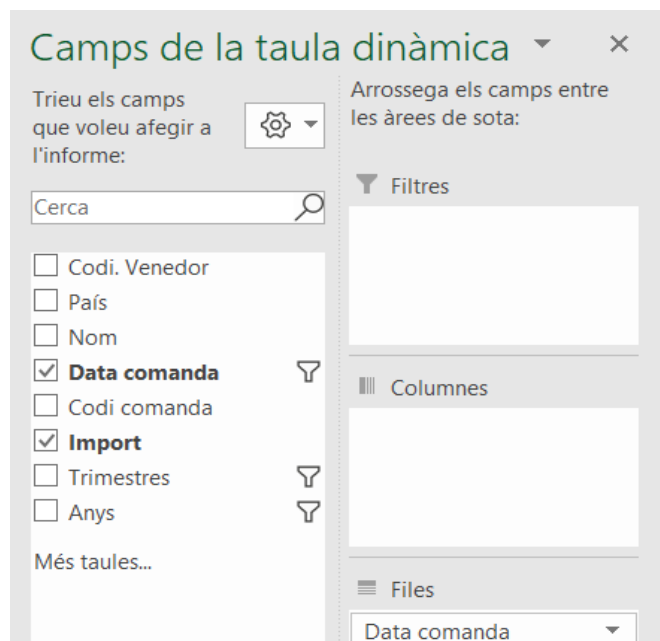 Camps de la taula dinàmica
Trieu els camps
que voleu afegir a
l'informe:
Cerca
Codi. Venedor
País
Nom
Data comanda
Codi comanda
Import
Trimestres
Anys
Més taules...
Arrossega els camps entre
les àrees de sota:
Filtres
Columnes
Files
Data comanda